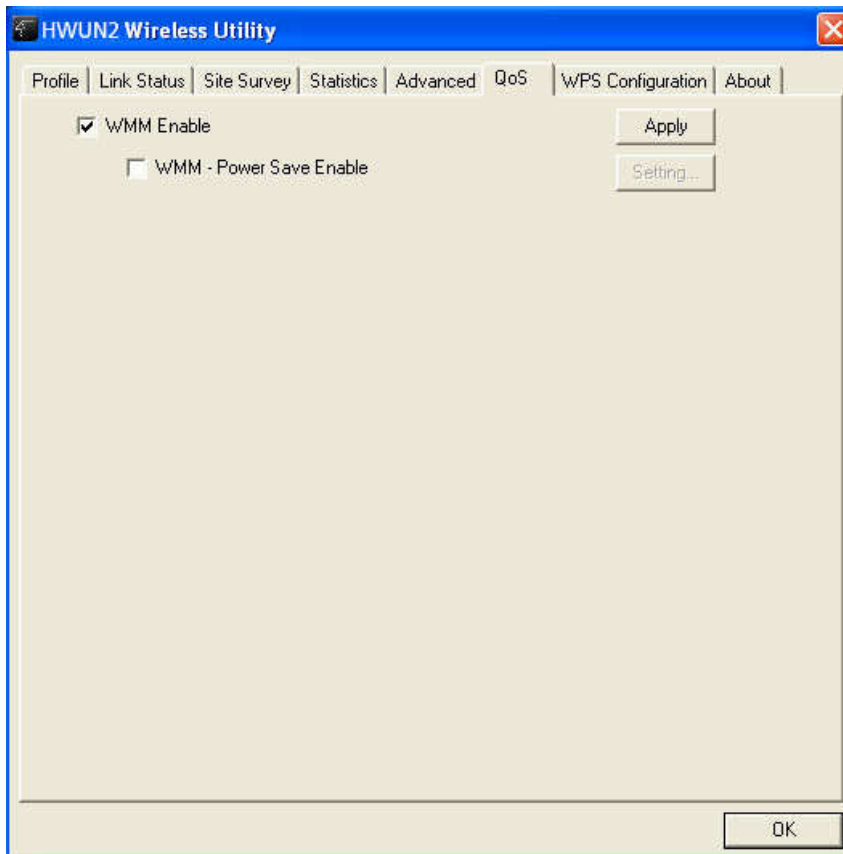 HWUN2 Wireless Utility
Profile Link Status Site Survey Statistics Advanced QoS WPS Configuration About
WMM Enable Apply
WMM - Power Save Enable Setting...
OK